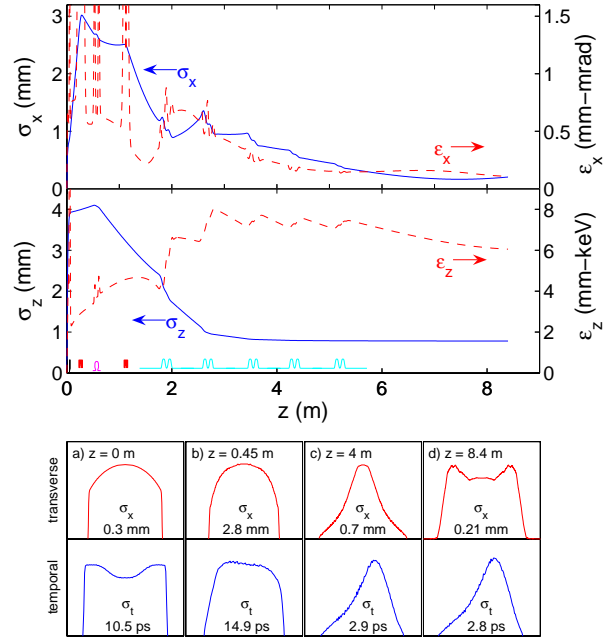 3
2
1
0
σx (mm)
σx
εx
1.5
1
0.5
0
εx (mm−mrad)
4
3
2
1
0
σz (mm)
σz
εz
8
6
4
2
0
εz (mm−keV)
0 2 4 6 8
z (m)
transverse
a) z = 0 m
σx
0.3 mm
b) z = 0.45 m
σx
2.8 mm
c) z = 4 m
σx
0.7 mm
d) z = 8.4 m
σx
0.21 mm
temporal
σt
10.5 ps
σt
14.9 ps
σt
2.9 ps
σt
2.8 ps